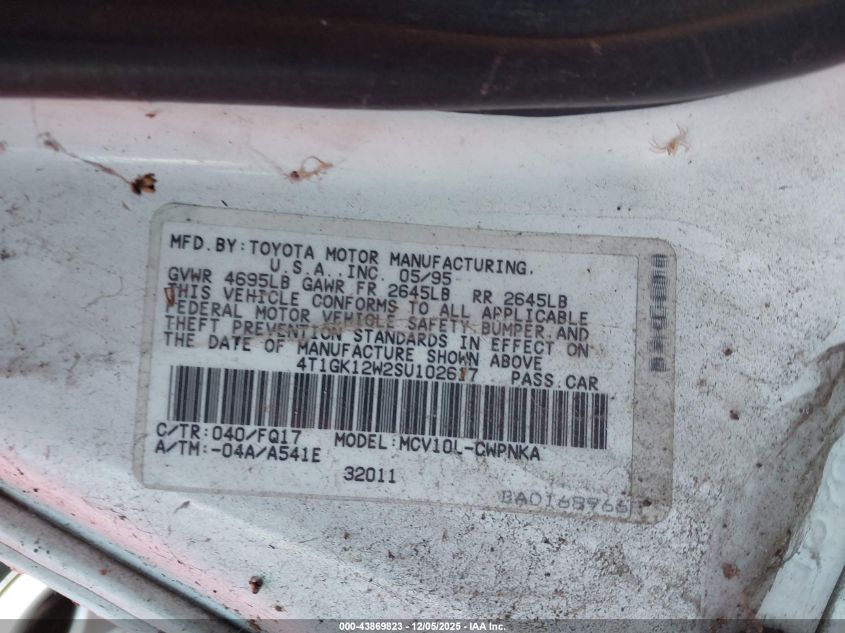 MFD. BY: TOYOTA MOTOR MANUFACTURING,
U.S.A., INC. 05/95
GVWR 4695LB GAWR FR 2645LB RR 2645LB
THIS VEHICLE CONFORMS TO ALL APPLICABLE
FEDERAL MOTOR VEHICLE SAFETY BUMPER AND
THEFT PREVENTION STANDARDS IN EFFECT ON
THE DATE OF MANUFACTURE SHOWN ABOVE
4T1GK12W2SU102617 PASS.CAR
C/TR: 040/FQ17 MODEL: MCV10L-CWPNKA
A/TM: -04A/A541E
32011
BA0168966
000-43869823 - 12/05/2025 - IAA Inc.